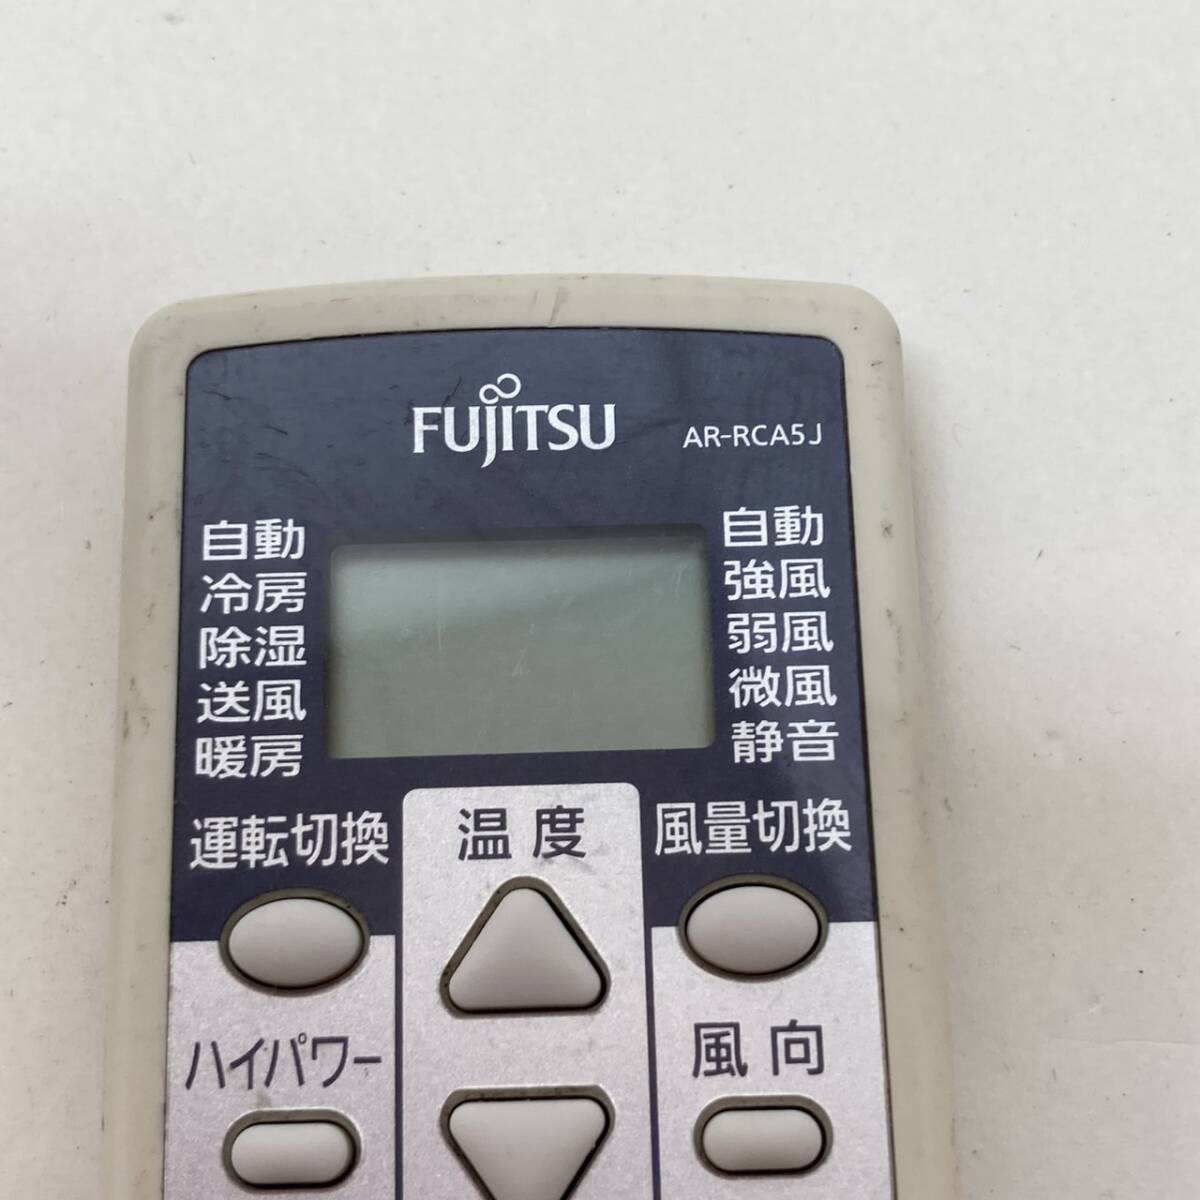 FUJITSU
AR-RCA5J
自動
冷房
除湿
送風
暖房
自動
強風
弱風
微風
静音
運転切換
温度
風量切換
ハイパワー
風向